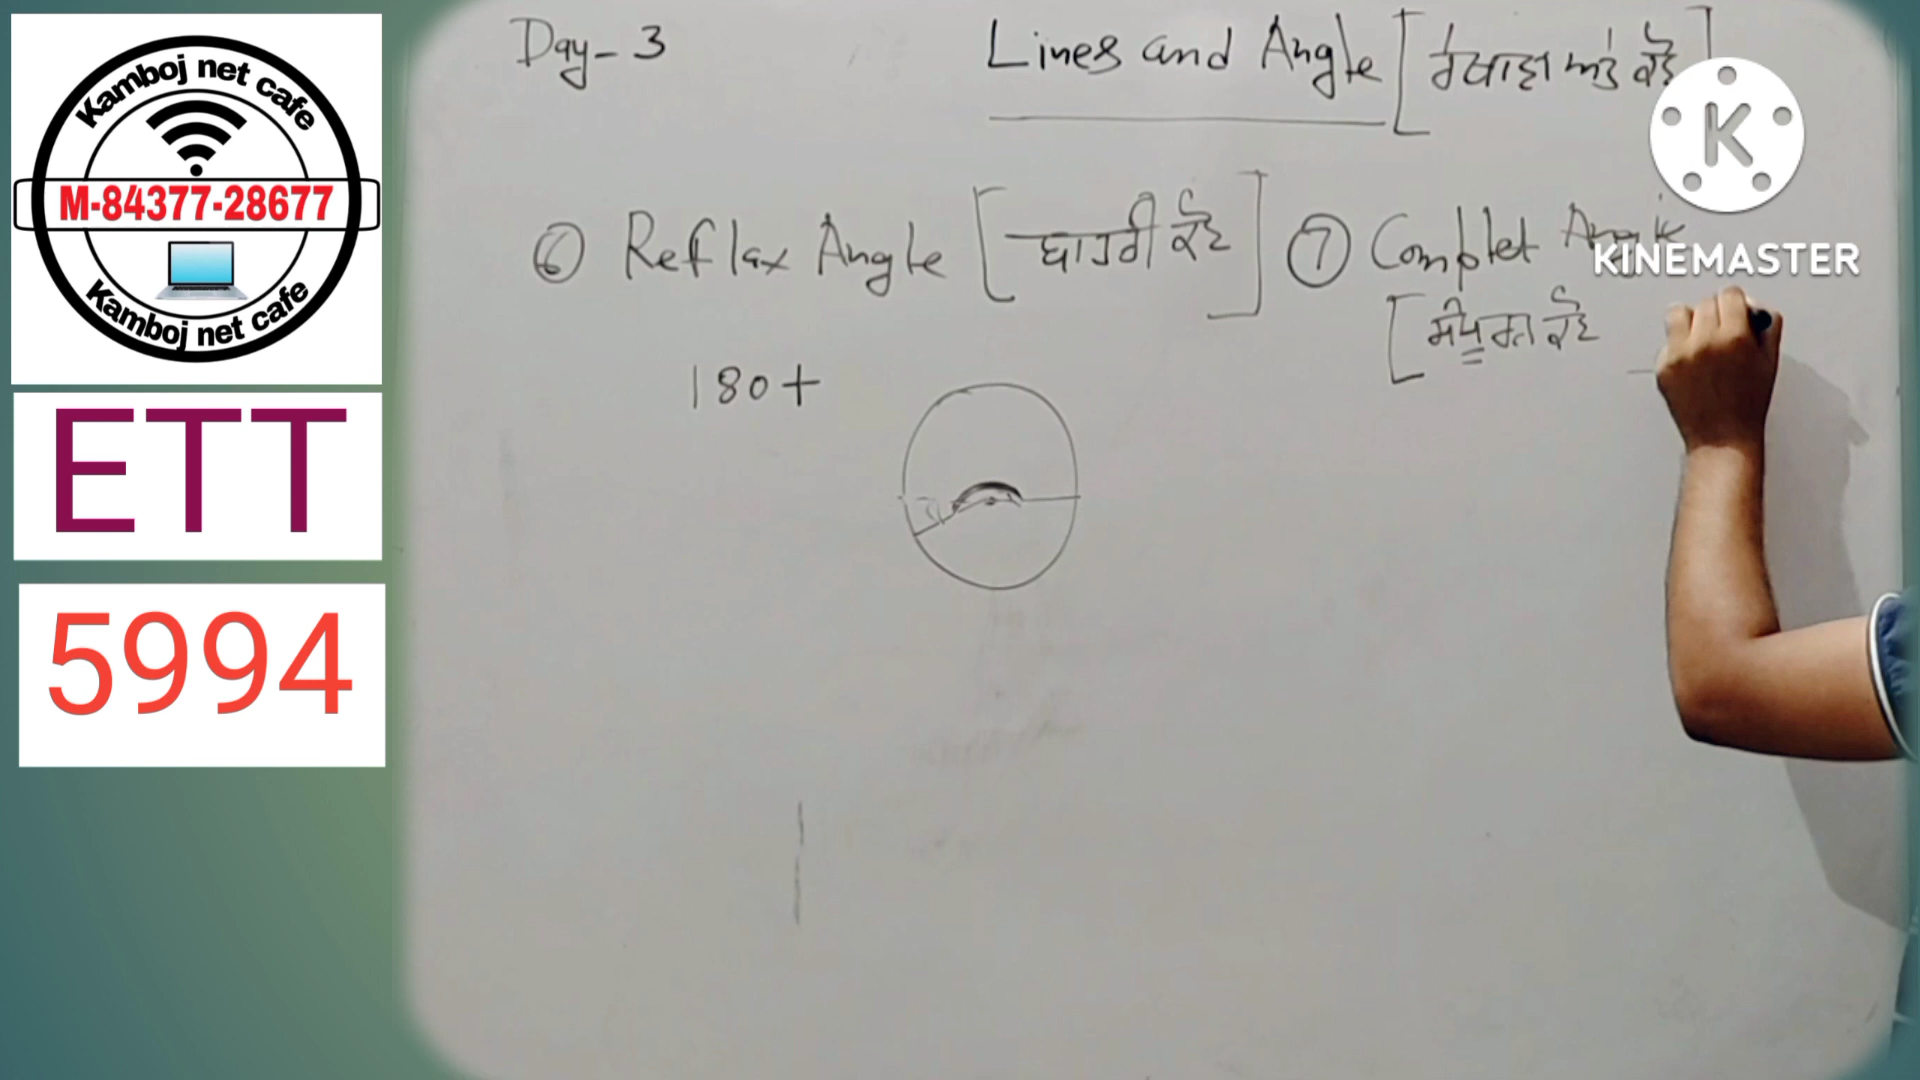 Kamboj net cafe
M-84377-28677
Kamboj net cafe
ETT
5994
Day-3
Lines and Angle [ਰੇਖਾਵਾਂ ਅਤੇ ਕੋਣ]
KINEMASTER
⑥ Reflax Angle [ਬਾਹਰੀ ਕੋਣ]
⑦ Complet Angle
[ਸੰਪੂਰਨ ਕੋਣ
180+